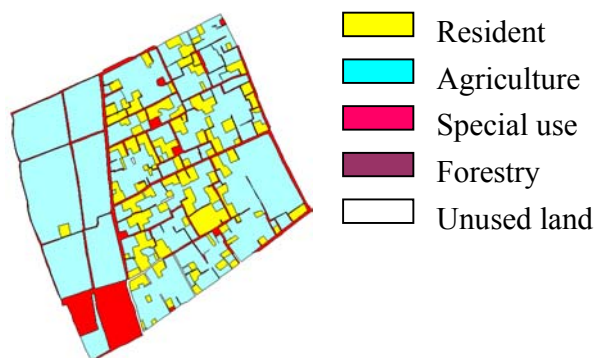 Resident
Agriculture
Special use
Forestry
Unused land